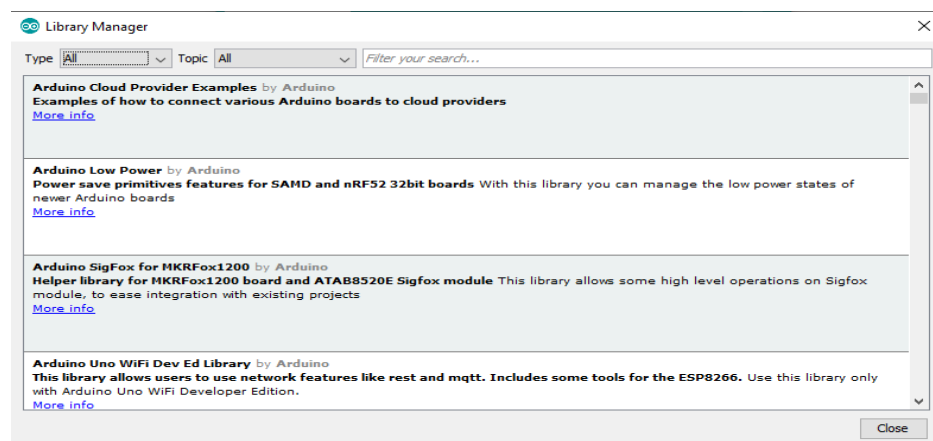 Library Manager
Type All Topic All Filter your search...
Arduino Cloud Provider Examples by Arduino
Examples of how to connect various Arduino boards to cloud providers
More info
Arduino Low Power by Arduino
Power save primitives features for SAMD and nRF52 32bit boards With this library you can manage the low power states of
newer Arduino boards
More info
Arduino SigFox for MKRFox1200 by Arduino
Helper library for MKRFox1200 board and ATAB8520E Sigfox module This library allows some high level operations on Sigfox
module, to ease integration with existing projects
More info
Arduino Uno WiFi Dev Ed Library by Arduino
This library allows users to use network features like rest and mqtt. Includes some tools for the ESP8266. Use this library only
with Arduino Uno WiFi Developer Edition.
More info
Close